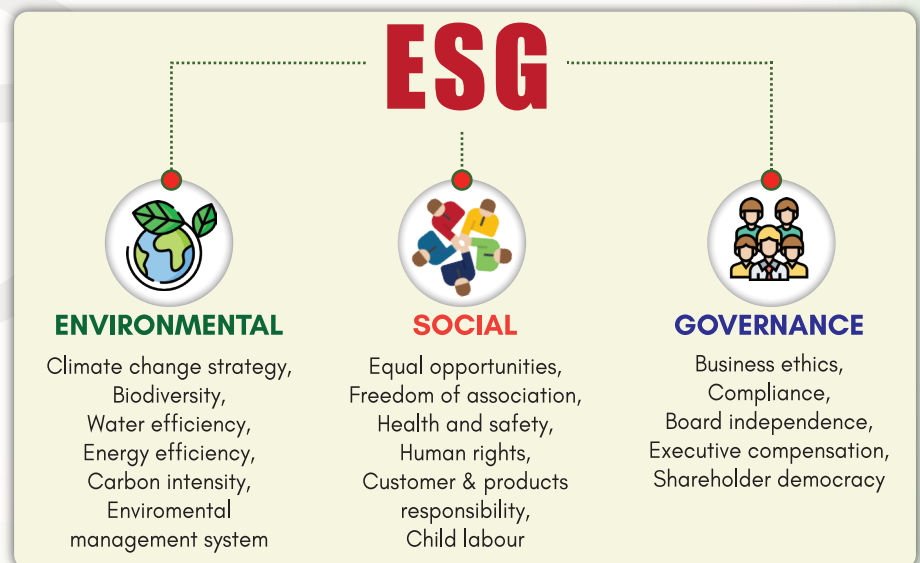 ESG
ENVIRONMENTAL
Climate change strategy,
Biodiversity,
Water efficiency,
Energy efficiency,
Carbon intensity,
Enviromental
management system
SOCIAL
Equal opportunities,
Freedom of association,
Health and safety,
Human rights,
Customer & products
responsibility,
Child labour
GOVERNANCE
Business ethics,
Compliance,
Board independence,
Executive compensation,
Shareholder democracy